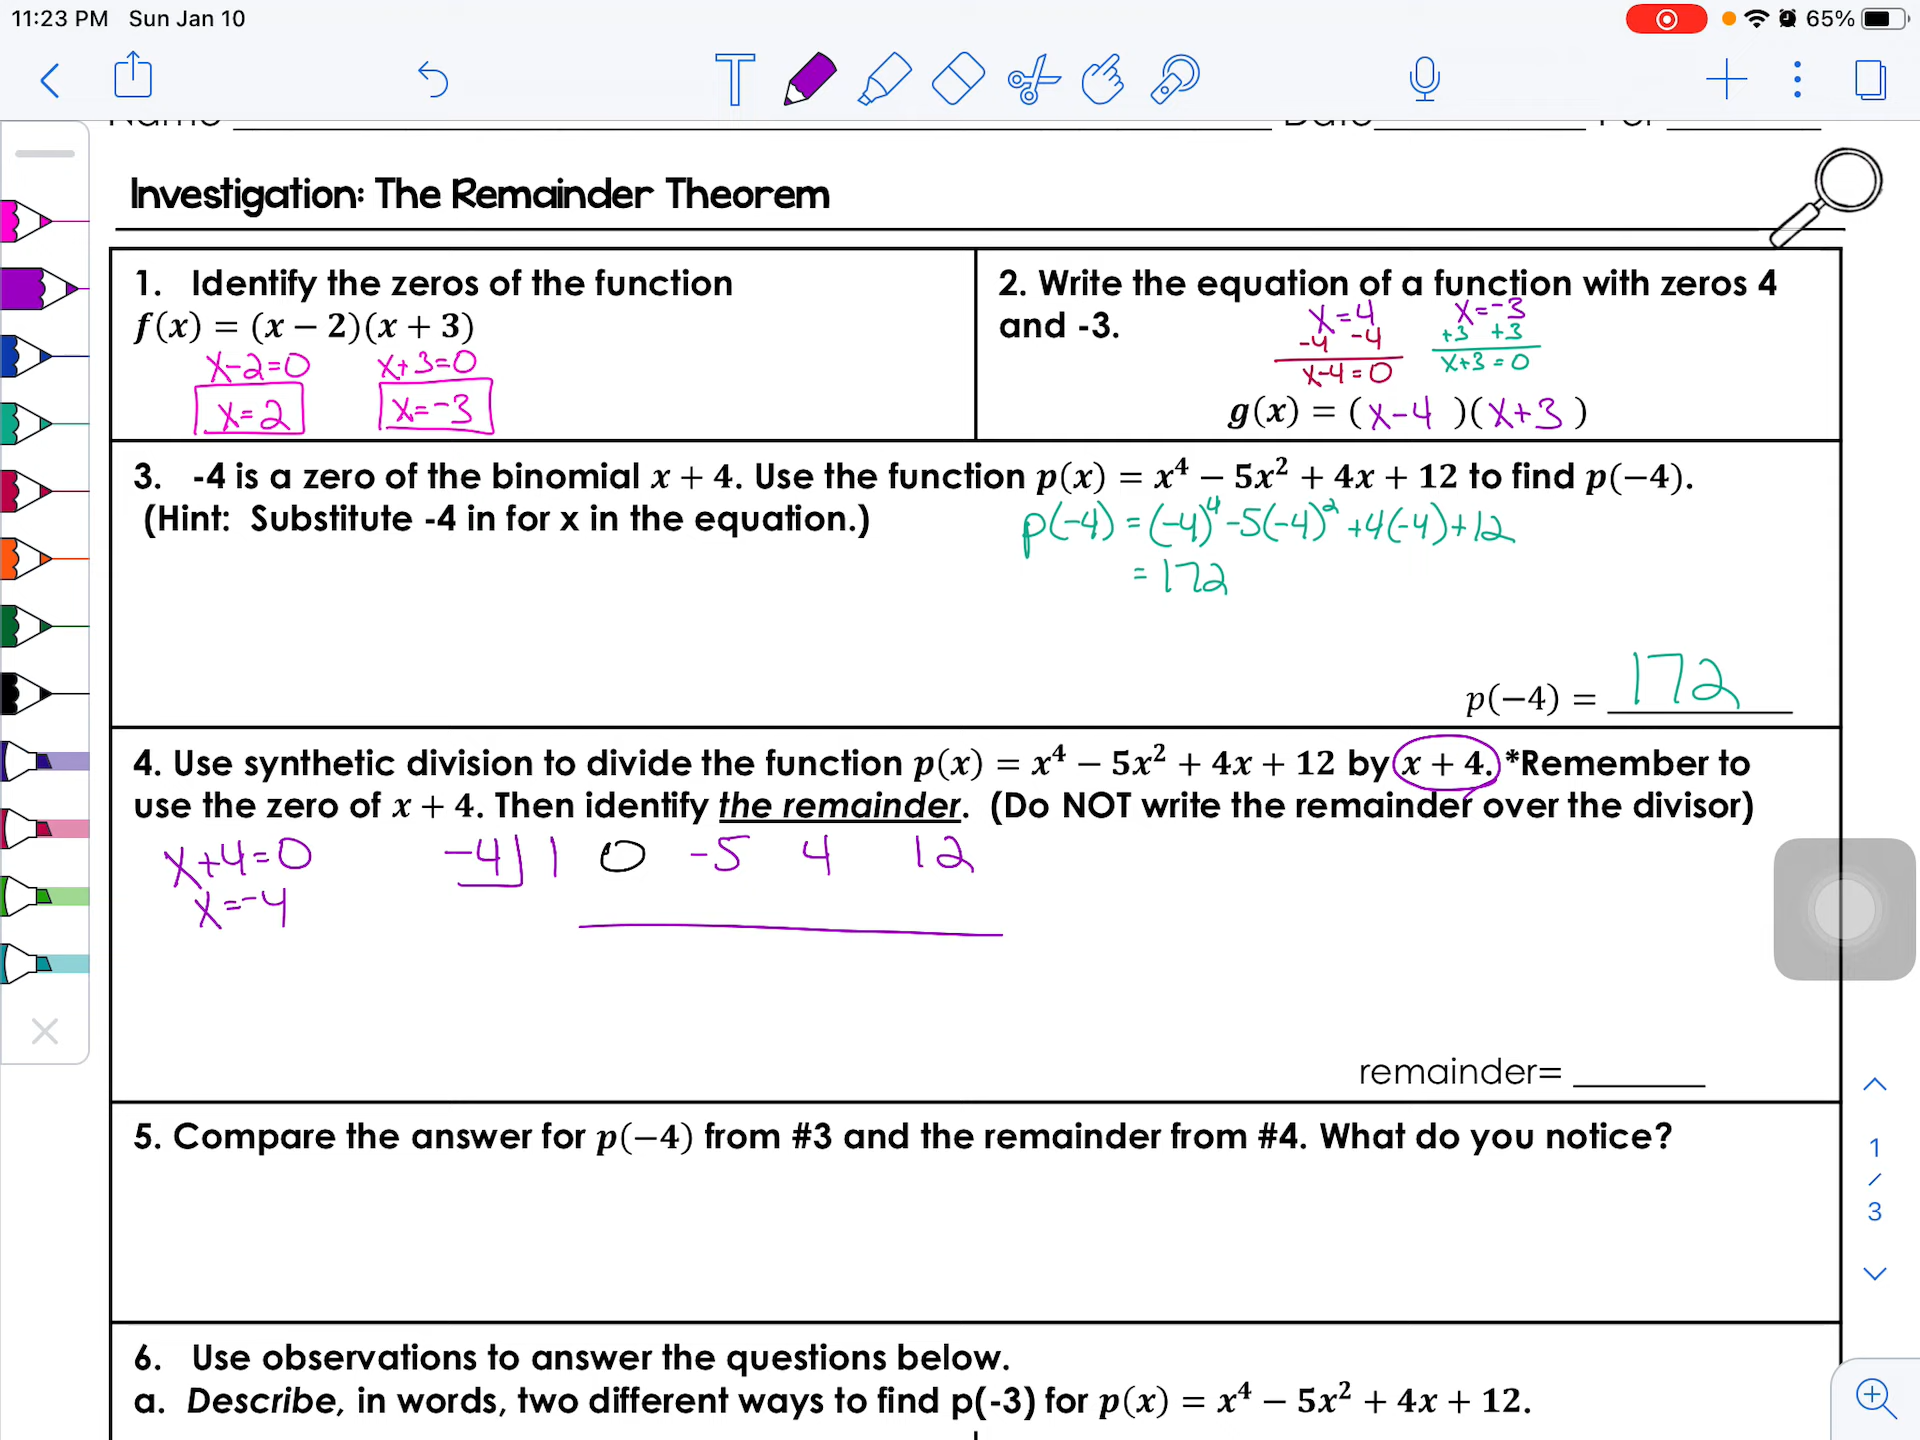 11:23 PM Sun Jan 10
65%
Investigation: The Remainder Theorem
1. Identify the zeros of the function
f(x) = (x − 2)(x + 3)
x-2=0 x+3=0
x=2 x=-3
2. Write the equation of a function with zeros 4
and -3.
x=4 x=-3
-4 -4 +3 +3
x-4=0 x+3=0
g(x) = (x-4)(x+3)
3. -4 is a zero of the binomial x + 4. Use the function p(x) = x⁴ − 5x² + 4x + 12 to find p(−4).
(Hint: Substitute -4 in for x in the equation.)
p(-4) = (-4)⁴-5(-4)²+4(-4)+12
= 172
p(−4) = 172
4. Use synthetic division to divide the function p(x) = x⁴ − 5x² + 4x + 12 by x + 4. *Remember to
use the zero of x + 4. Then identify the remainder. (Do NOT write the remainder over the divisor)
x+4=0 -4 1 0 -5 4 12
x=-4
remainder= ______
5. Compare the answer for p(−4) from #3 and the remainder from #4. What do you notice?
6. Use observations to answer the questions below.
a. Describe, in words, two different ways to find p(-3) for p(x) = x⁴ − 5x² + 4x + 12.
1
/
3